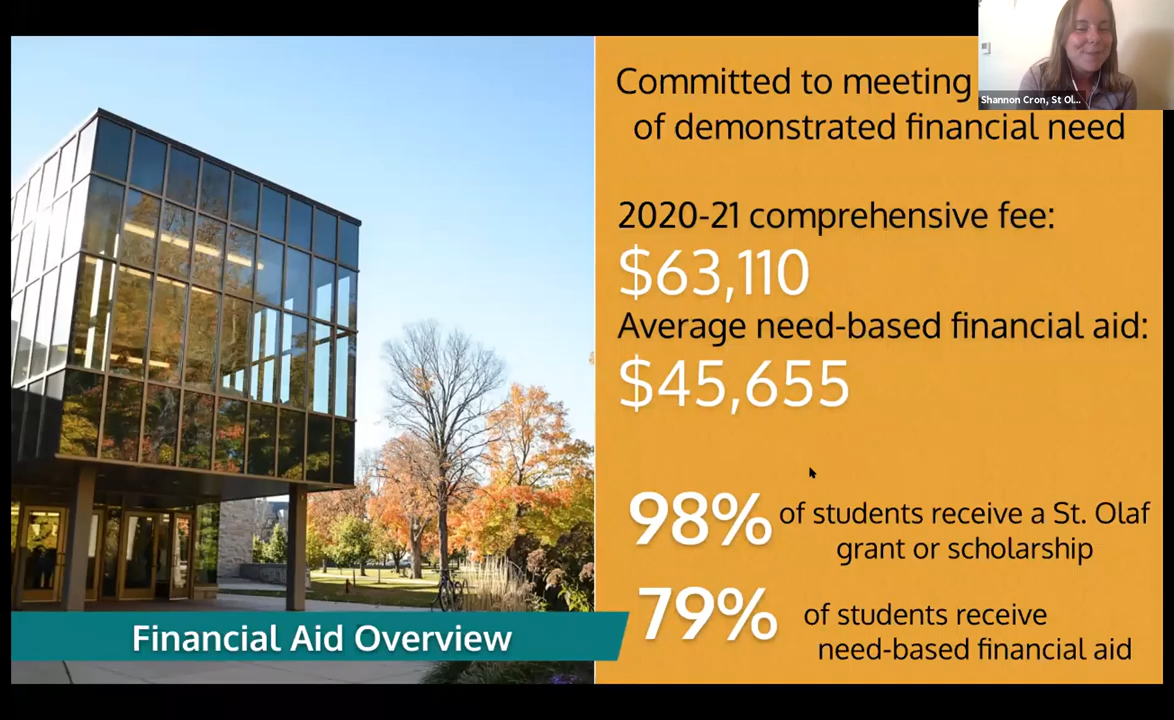 Committed to meeting
of demonstrated financial need
Shannon Cron, St Ol...
2020-21 comprehensive fee:
$63,110
Average need-based financial aid:
$45,655
98% of students receive a St. Olaf
grant or scholarship
79% of students receive
need-based financial aid
Financial Aid Overview